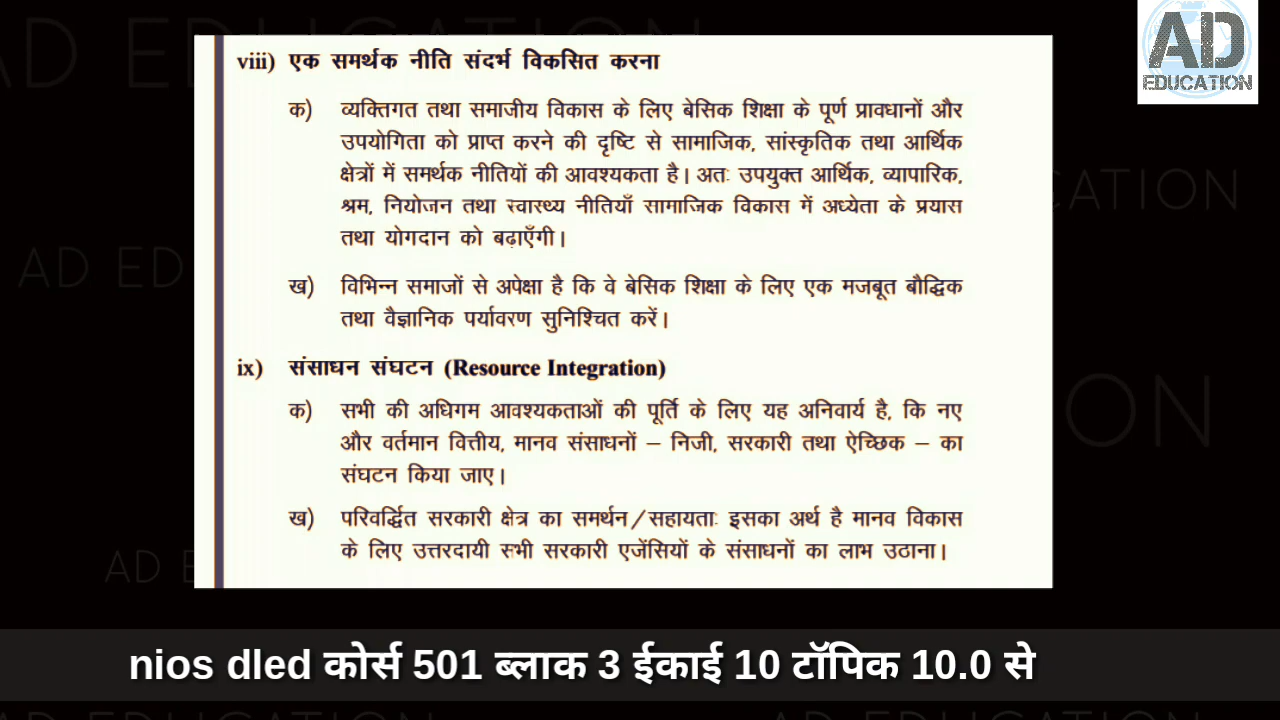 AD
EDUCATION
viii) एक समर्थक नीति संदर्भ विकसित करना
क) व्यक्तिगत तथा समाजीय विकास के लिए बेसिक शिक्षा के पूर्ण प्रावधानों और
उपयोगिता को प्राप्त करने की दृष्टि से सामाजिक, सांस्कृतिक तथा आर्थिक
क्षेत्रों में समर्थक नीतियों की आवश्यकता है। अतः उपयुक्त आर्थिक, व्यापारिक,
श्रम, नियोजन तथा स्वास्थ्य नीतियाँ सामाजिक विकास में अध्येता के प्रयास
तथा योगदान को बढ़ाएँगी।
ख) विभिन्न समाजों से अपेक्षा है कि वे बेसिक शिक्षा के लिए एक मजबूत बौद्धिक
तथा वैज्ञानिक पर्यावरण सुनिश्चित करें।
ix) संसाधन संघटन (Resource Integration)
क) सभी की अधिगम आवश्यकताओं की पूर्ति के लिए यह अनिवार्य है, कि नए
और वर्तमान वित्तीय, मानव संसाधनों – निजी, सरकारी तथा ऐच्छिक – का
संघटन किया जाए।
ख) परिवर्द्धित सरकारी क्षेत्र का समर्थन/सहायताः इसका अर्थ है मानव विकास
के लिए उत्तरदायी सभी सरकारी एजेंसियों के संसाधनों का लाभ उठाना।
nios dled कोर्स 501 ब्लाक 3 ईकाई 10 टॉपिक 10.0 से